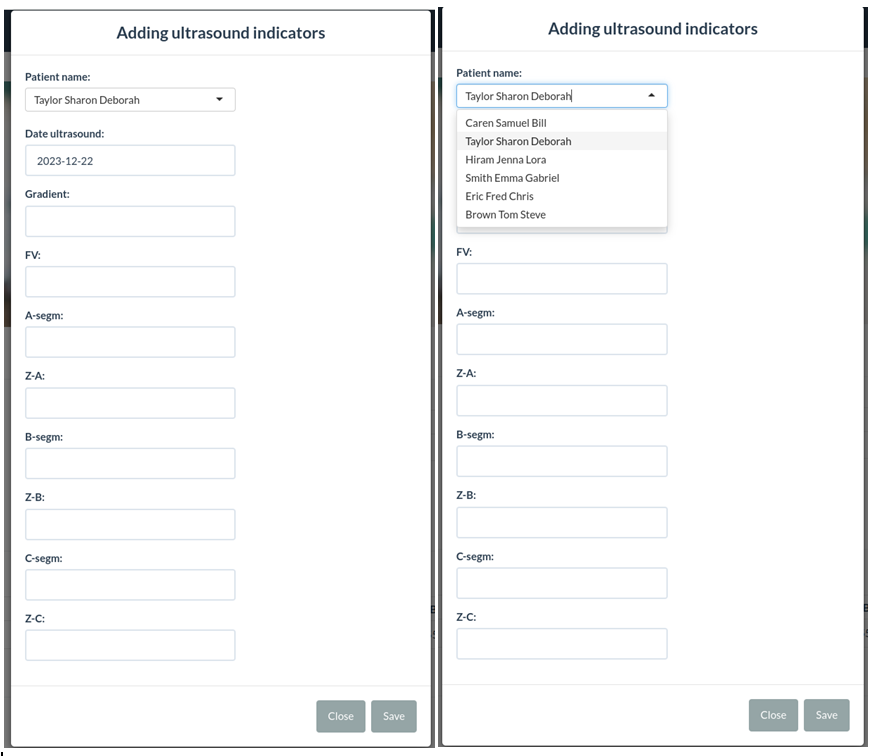 Adding ultrasound indicators
Patient name:
Taylor Sharon Deborah
Date ultrasound:
2023-12-22
Gradient:
FV:
A-segm:
Z-A:
B-segm:
Z-B:
C-segm:
Z-C:
Close
Save
Adding ultrasound indicators
Patient name:
Taylor Sharon Deborah
Caren Samuel Bill
Taylor Sharon Deborah
Hiram Jenna Lora
Smith Emma Gabriel
Eric Fred Chris
Brown Tom Steve
FV:
A-segm:
Z-A:
B-segm:
Z-B:
C-segm:
Z-C:
Close
Save